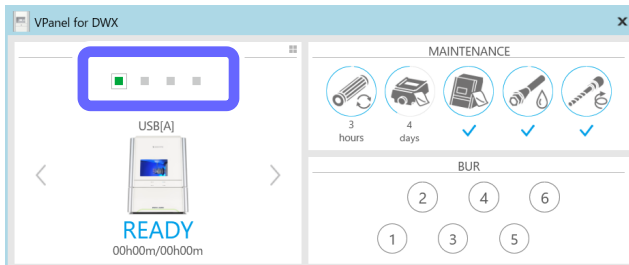 VPanel for DWX
USB[A]
READY
00h00m/00h00m
MAINTENANCE
3
hours
4
days
BUR
2 4 6
1 3 5